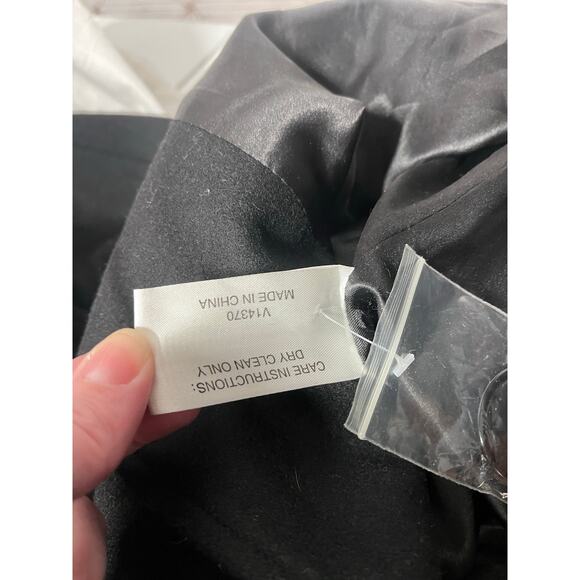 CARE INSTRUCTIONS:
DRY CLEAN ONLY
V14370
MADE IN CHINA